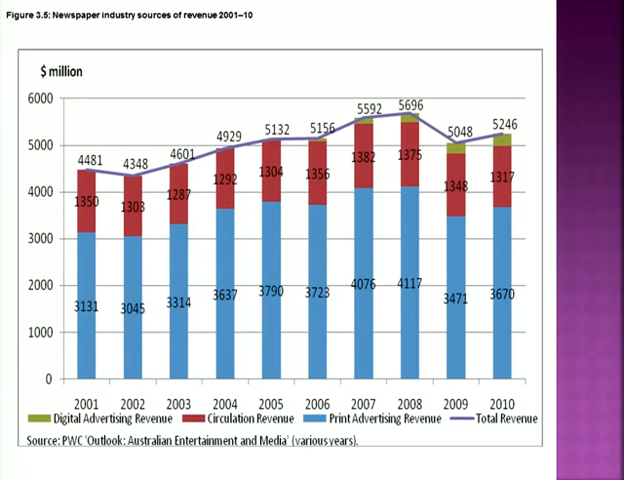 Figure 3.5: Newspaper industry sources of revenue 2001–10
$ million
6000
5000
4000
3000
2000
1000
0
4481 4348 4601 4929 5132 5156 5592 5696 5048 5246
1350 1303 1287 1292 1304 1356 1382 1375 1348 1317
3131 3045 3314 3637 3790 3723 4076 4117 3471 3670
2001 2002 2003 2004 2005 2006 2007 2008 2009 2010
Digital Advertising Revenue Circulation Revenue Print Advertising Revenue Total Revenue
Source: PWC 'Outlook: Australian Entertainment and Media' (various years).